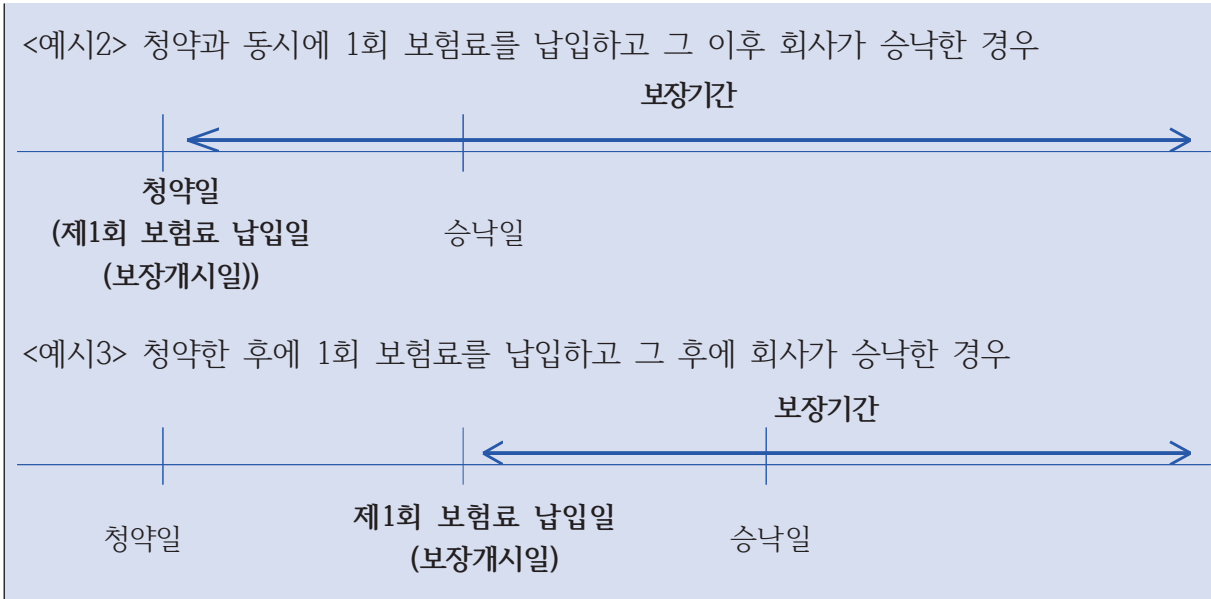 <예시2> 청약과 동시에 1회 보험료를 납입하고 그 이후 회사가 승낙한 경우
보장기간
청약일
(제1회 보험료 납입일
승낙일
(보장개시일))
<예시3> 청약한 후에 1회 보험료를 납입하고 그 후에 회사가 승낙한 경우
보장기간
청약일
제1회 보험료 납입일
(보장개시일)
승낙일